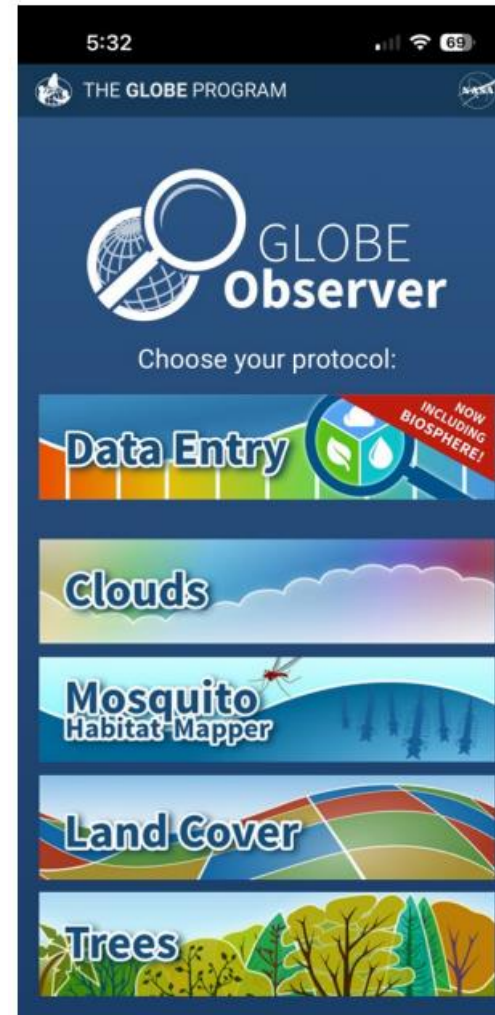 5:32
69
THE GLOBE PROGRAM
NASA
GLOBE
Observer
Choose your protocol:
Data Entry
NOW
INCLUDING
BIOSPHERE!
Clouds
Mosquito
Habitat Mapper
Land Cover
Trees